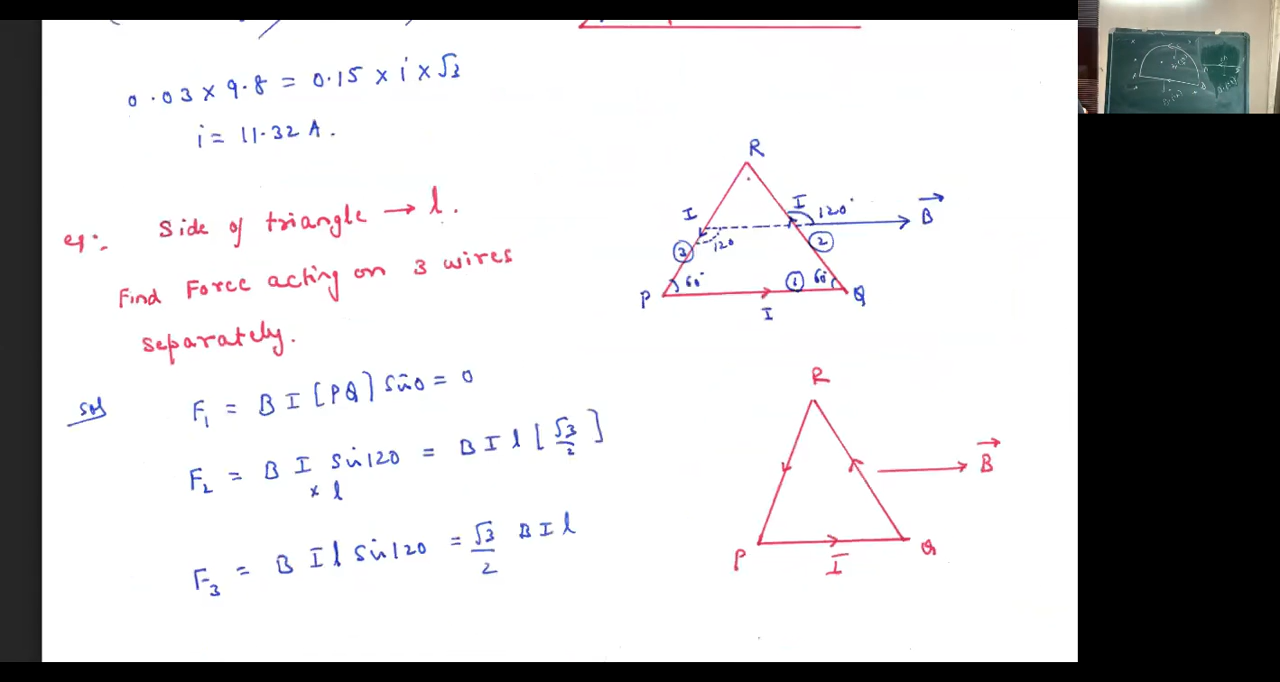 0.03 × 9.8 = 0.15 × i × √3
i = 11.32 A.
eg:- Side of triangle → l.
Find Force acting on 3 wires
separately.
Sol
F₁ = B I [PQ] Sin0 = 0
F₂ = B I Sin120 = B I l [√3/2]
× l
F₃ = B I l Sin120 = √3/2 B I l
R
I
I
120°
B⃗
③
120
②
60°
①
60°
P
I
Q
R
B⃗
P
I
Q